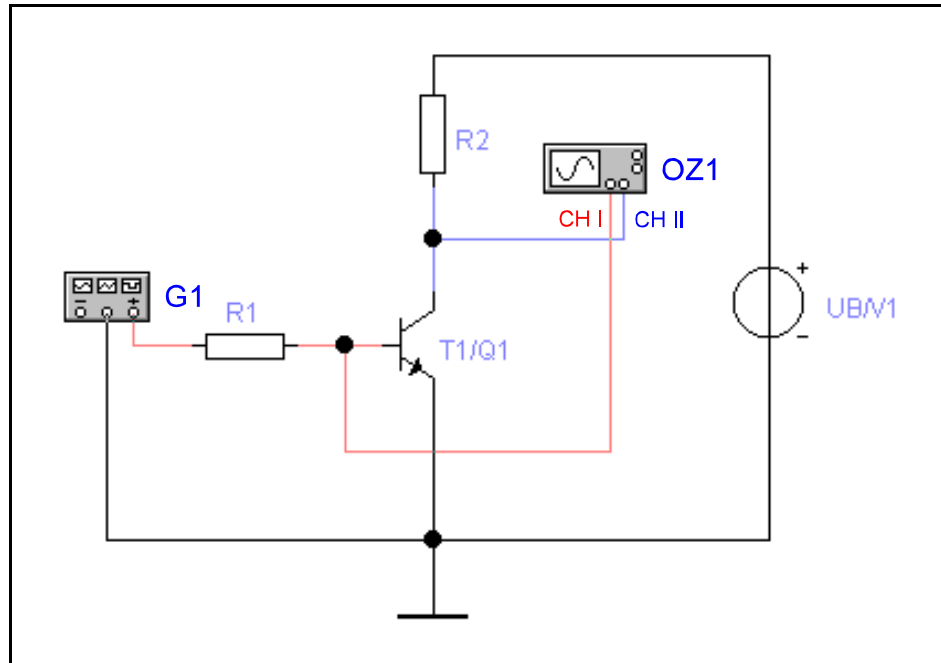 R2
OZ1
CH I CH II
G1
R1
+
UB/V1
T1/Q1
−
− +